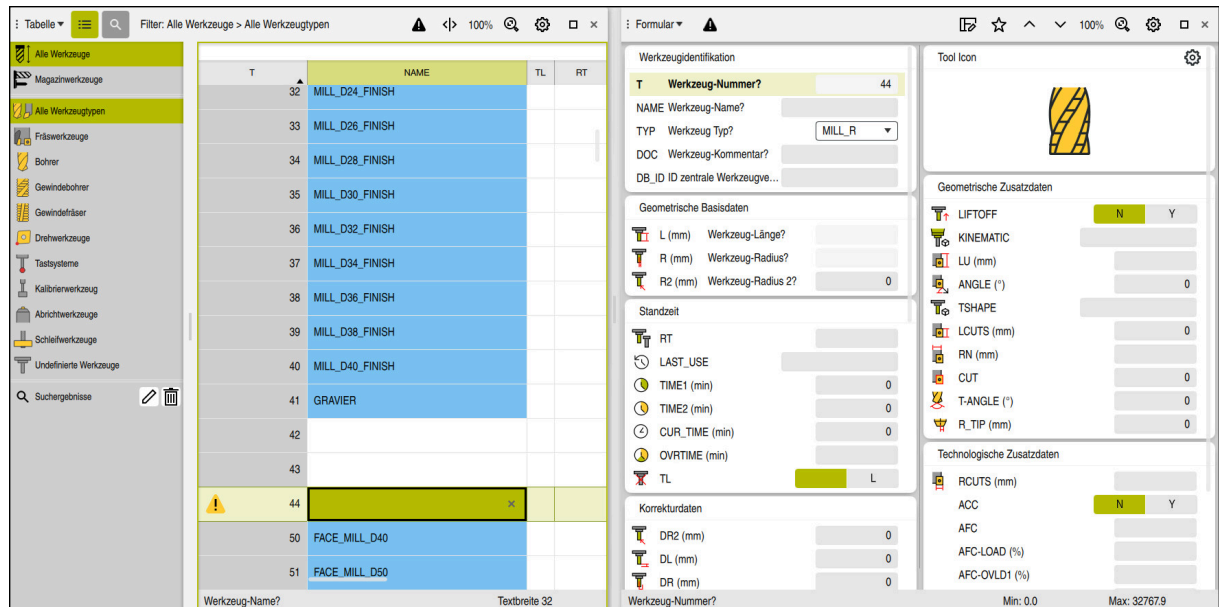 Tabelle
Filter: Alle Werkzeuge > Alle Werkzeugtypen
100%
Alle Werkzeuge
Magazinwerkzeuge
Alle Werkzeugtypen
Fräswerkzeuge
Bohrer
Gewindebohrer
Gewindefräser
Drehwerkzeuge
Tastsysteme
Kalibrierwerkzeug
Abrichtwerkzeuge
Schleifwerkzeuge
Undefinierte Werkzeuge
Suchergebnisse
T NAME TL RT
32 MILL_D24_FINISH
33 MILL_D26_FINISH
34 MILL_D28_FINISH
35 MILL_D30_FINISH
36 MILL_D32_FINISH
37 MILL_D34_FINISH
38 MILL_D36_FINISH
39 MILL_D38_FINISH
40 MILL_D40_FINISH
41 GRAVIER
42
43
44
50 FACE_MILL_D40
51 FACE_MILL_D50
Werkzeug-Name? Textbreite 32
Formular
100%
Werkzeugidentifikation
T Werkzeug-Nummer? 44
NAME Werkzeug-Name?
TYP Werkzeug Typ? MILL_R
DOC Werkzeug-Kommentar?
DB_ID ID zentrale Werkzeugve...
Geometrische Basisdaten
L (mm) Werkzeug-Länge?
R (mm) Werkzeug-Radius?
R2 (mm) Werkzeug-Radius 2? 0
Standzeit
RT
LAST_USE
TIME1 (min) 0
TIME2 (min) 0
CUR_TIME (min) 0
OVRTIME (min)
TL L
Korrekturdaten
DR2 (mm) 0
DL (mm) 0
DR (mm) 0
Tool Icon
Geometrische Zusatzdaten
LIFTOFF N Y
KINEMATIC
LU (mm)
ANGLE (°) 0
TSHAPE
LCUTS (mm) 0
RN (mm)
CUT 0
T-ANGLE (°) 0
R_TIP (mm) 0
Technologische Zusatzdaten
RCUTS (mm)
ACC N Y
AFC
AFC-LOAD (%)
AFC-OVLD1 (%)
Werkzeug-Nummer? Min: 0.0 Max: 32767.9